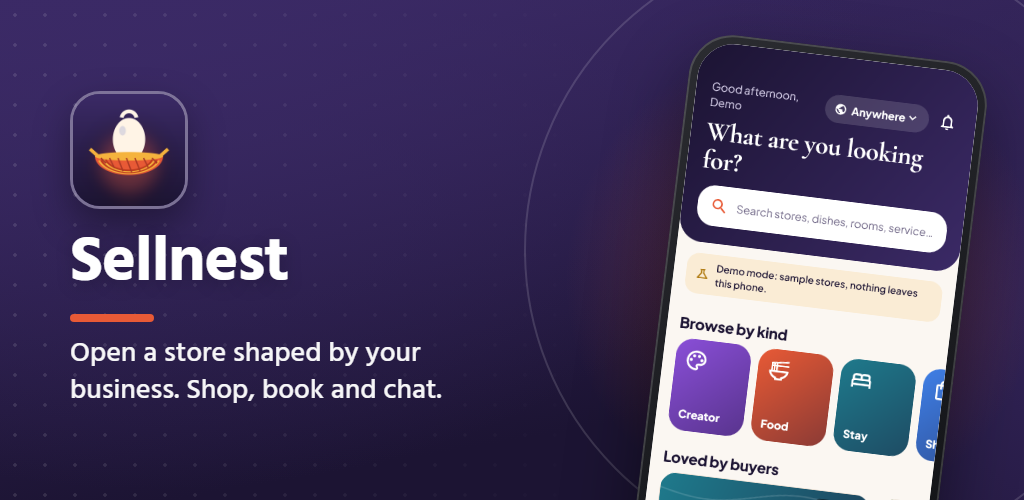 Sellnest
Open a store shaped by your
business. Shop, book and chat.
Good afternoon,
Demo
Anywhere
What are you looking
for?
Search stores, dishes, rooms, service...
Demo mode: sample stores, nothing leaves
this phone.
Browse by kind
Creator
Food
Stay
Loved by buyers